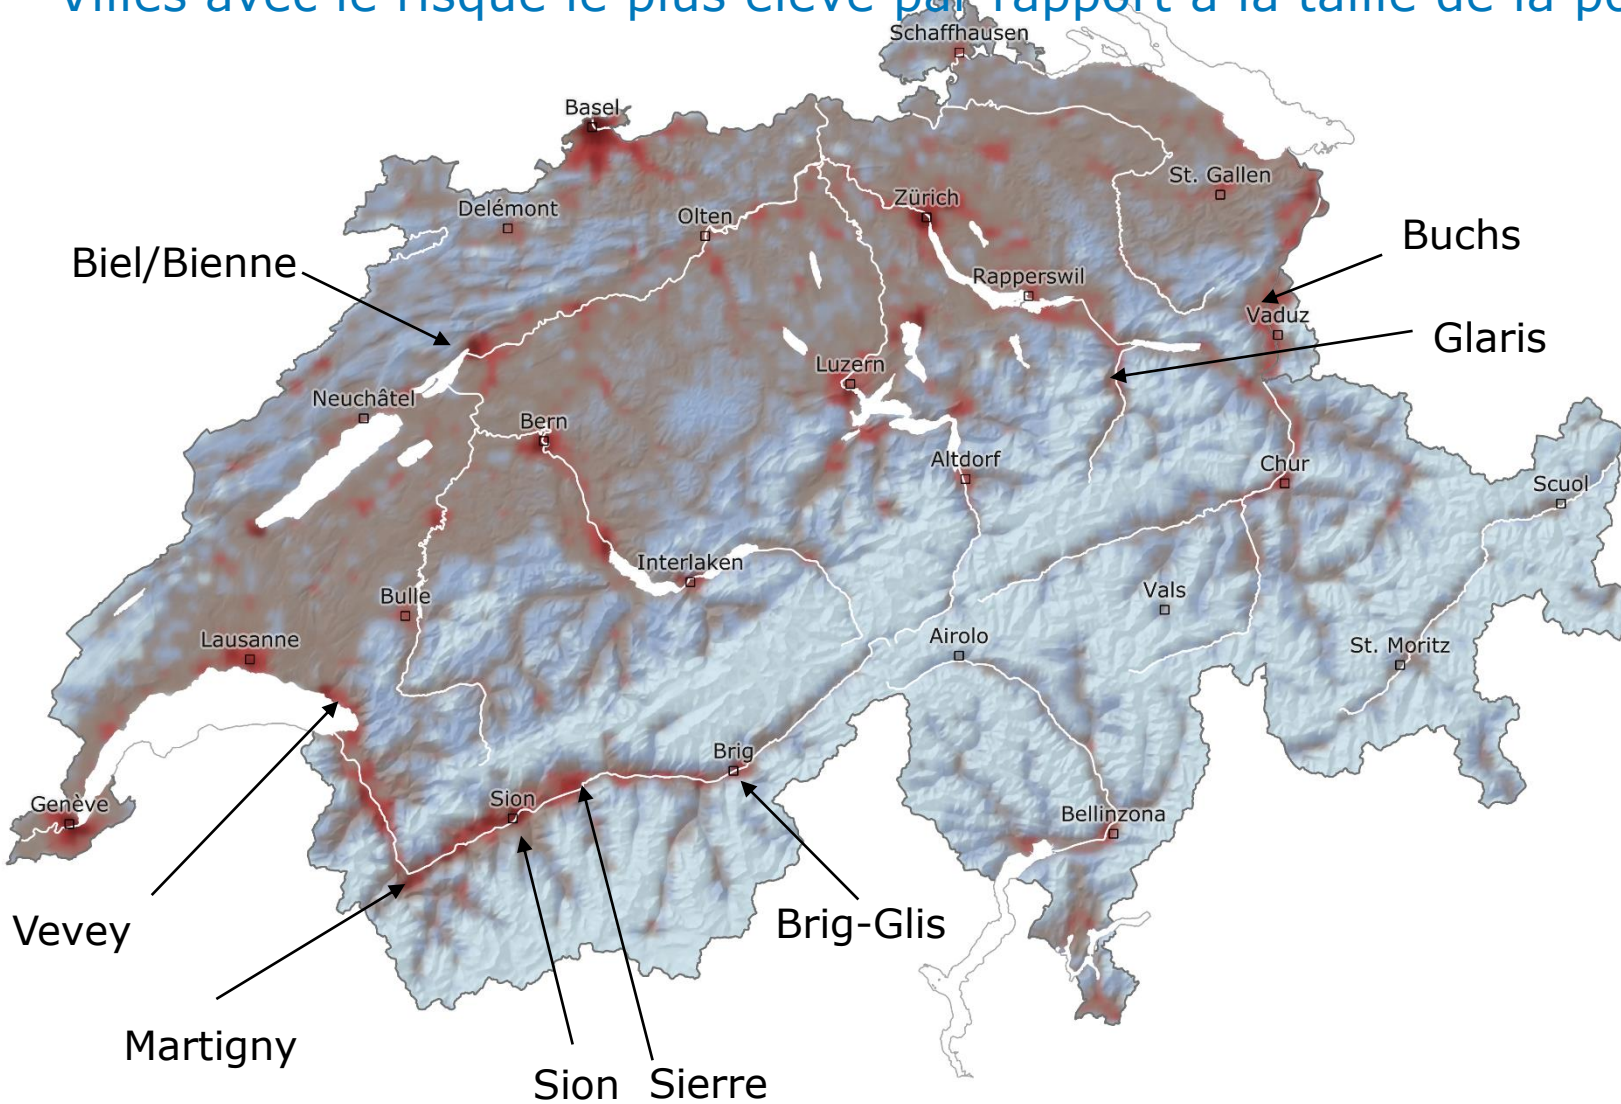 Villes avec le risque le plus élevé par rapport à la taille de la
Schaffhausen
Basel
St. Gallen
Zürich
Delémont
Olten
Buchs
Biel/Bienne
Rapperswil
Vaduz
Glaris
Luzern
Neuchâtel
Bern
Altdorf
Chur
Scuol
Interlaken
Vals
Bulle
Airolo
Lausanne
St. Moritz
Brig
Sion
Genève
Bellinzona
Brig-Glis
Vevey
Martigny
Sion
Sierre